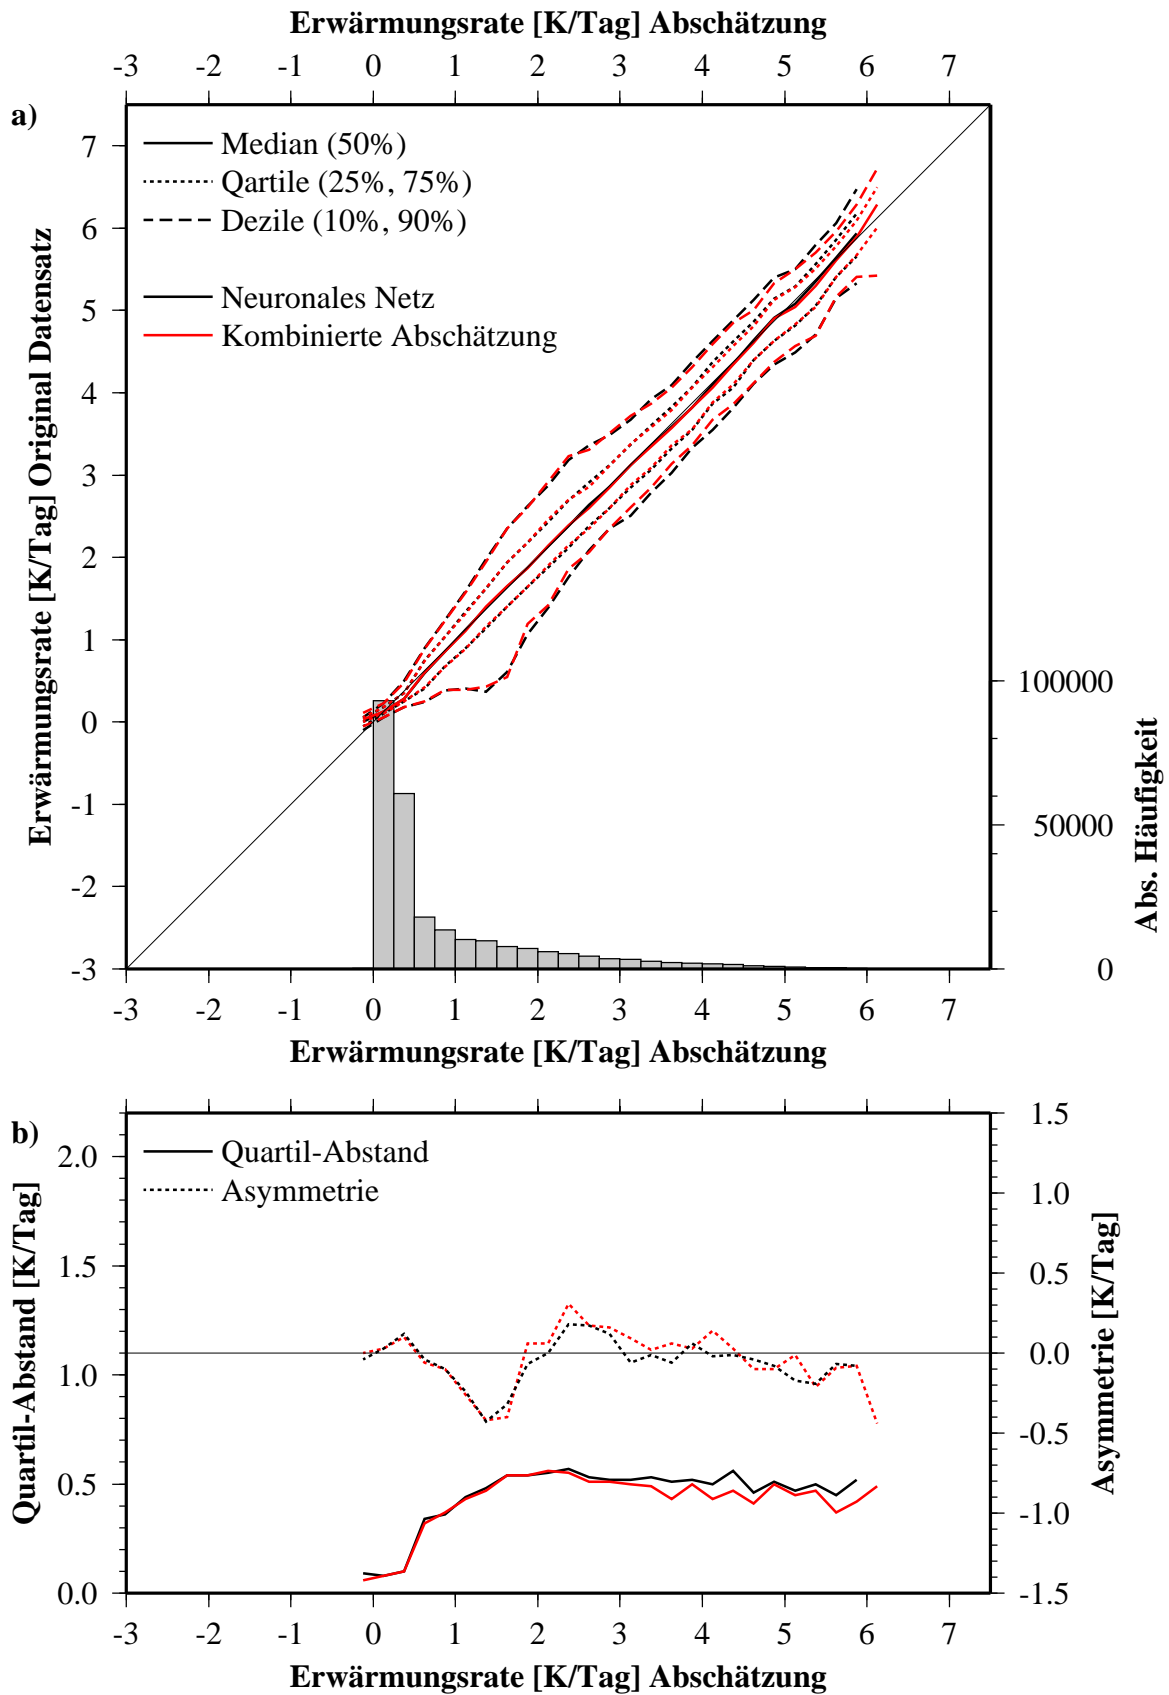 Erwärmungsrate [K/Tag] Abschätzung
-3 -2 -1 0 1 2 3 4 5 6 7
a)
Median (50%)
Qartile (25%, 75%)
Dezile (10%, 90%)
Neuronales Netz
Kombinierte Abschätzung
Erwärmungsrate [K/Tag] Original Datensatz
7
6
5
4
3
2
1
0
-1
-2
-3
100000
50000
0
Abs. Häufigkeit
-3 -2 -1 0 1 2 3 4 5 6 7
Erwärmungsrate [K/Tag] Abschätzung
b)
Quartil-Abstand
Asymmetrie
Quartil-Abstand [K/Tag]
2.0
1.5
1.0
0.5
0.0
1.5
1.0
0.5
0.0
-0.5
-1.0
-1.5
Asymmetrie [K/Tag]
-3 -2 -1 0 1 2 3 4 5 6 7
Erwärmungsrate [K/Tag] Abschätzung